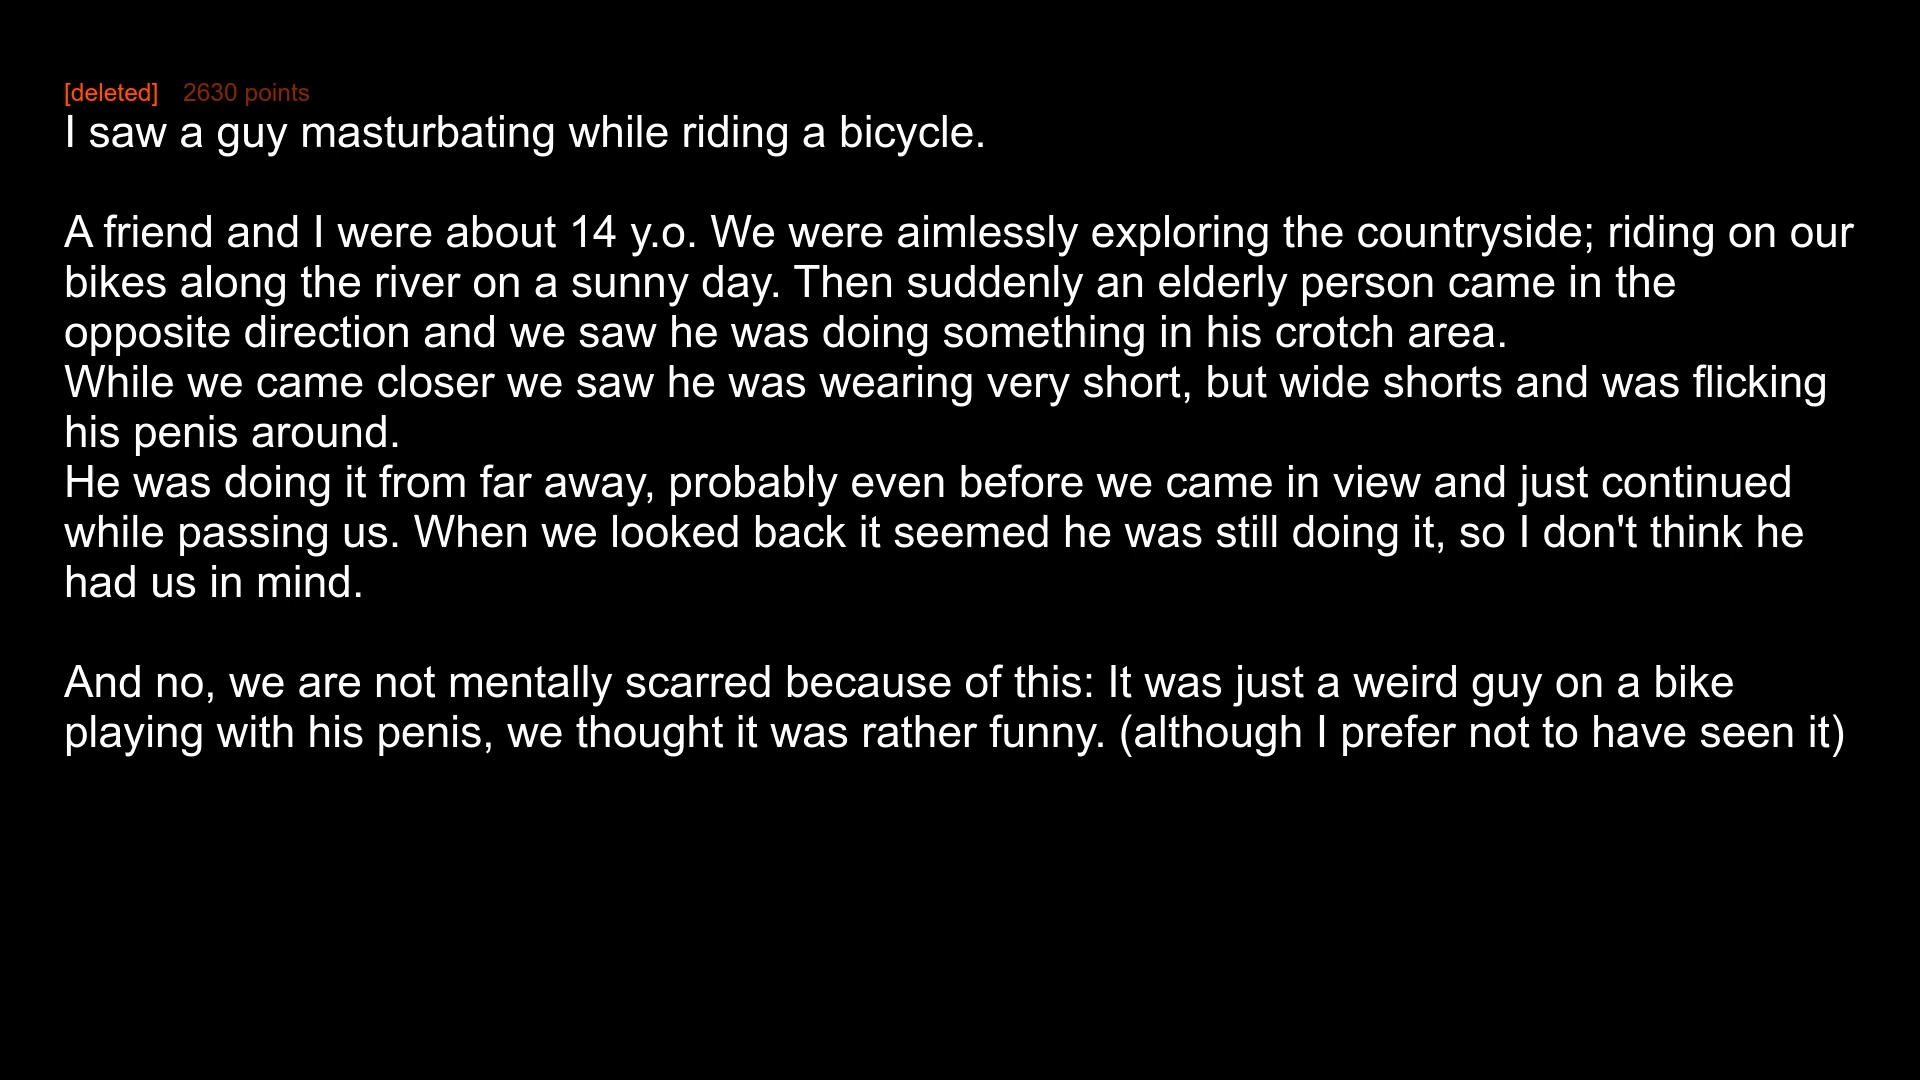 [deleted] 2630 points
I saw a guy masturbating while riding a bicycle.
A friend and I were about 14 y.o. We were aimlessly exploring the countryside; riding on our
bikes along the river on a sunny day. Then suddenly an elderly person came in the
opposite direction and we saw he was doing something in his crotch area.
While we came closer we saw he was wearing very short, but wide shorts and was flicking
his penis around.
He was doing it from far away, probably even before we came in view and just continued
while passing us. When we looked back it seemed he was still doing it, so I don't think he
had us in mind.
And no, we are not mentally scarred because of this: It was just a weird guy on a bike
playing with his penis, we thought it was rather funny. (although I prefer not to have seen it)